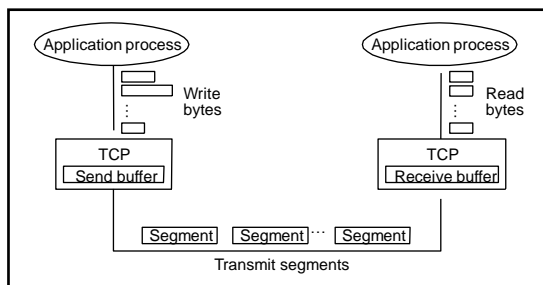 Application process
Application process
Write
bytes
⋮
Read
bytes
⋮
TCP
Send buffer
TCP
Receive buffer
Segment
Segment
…
Segment
Transmit segments